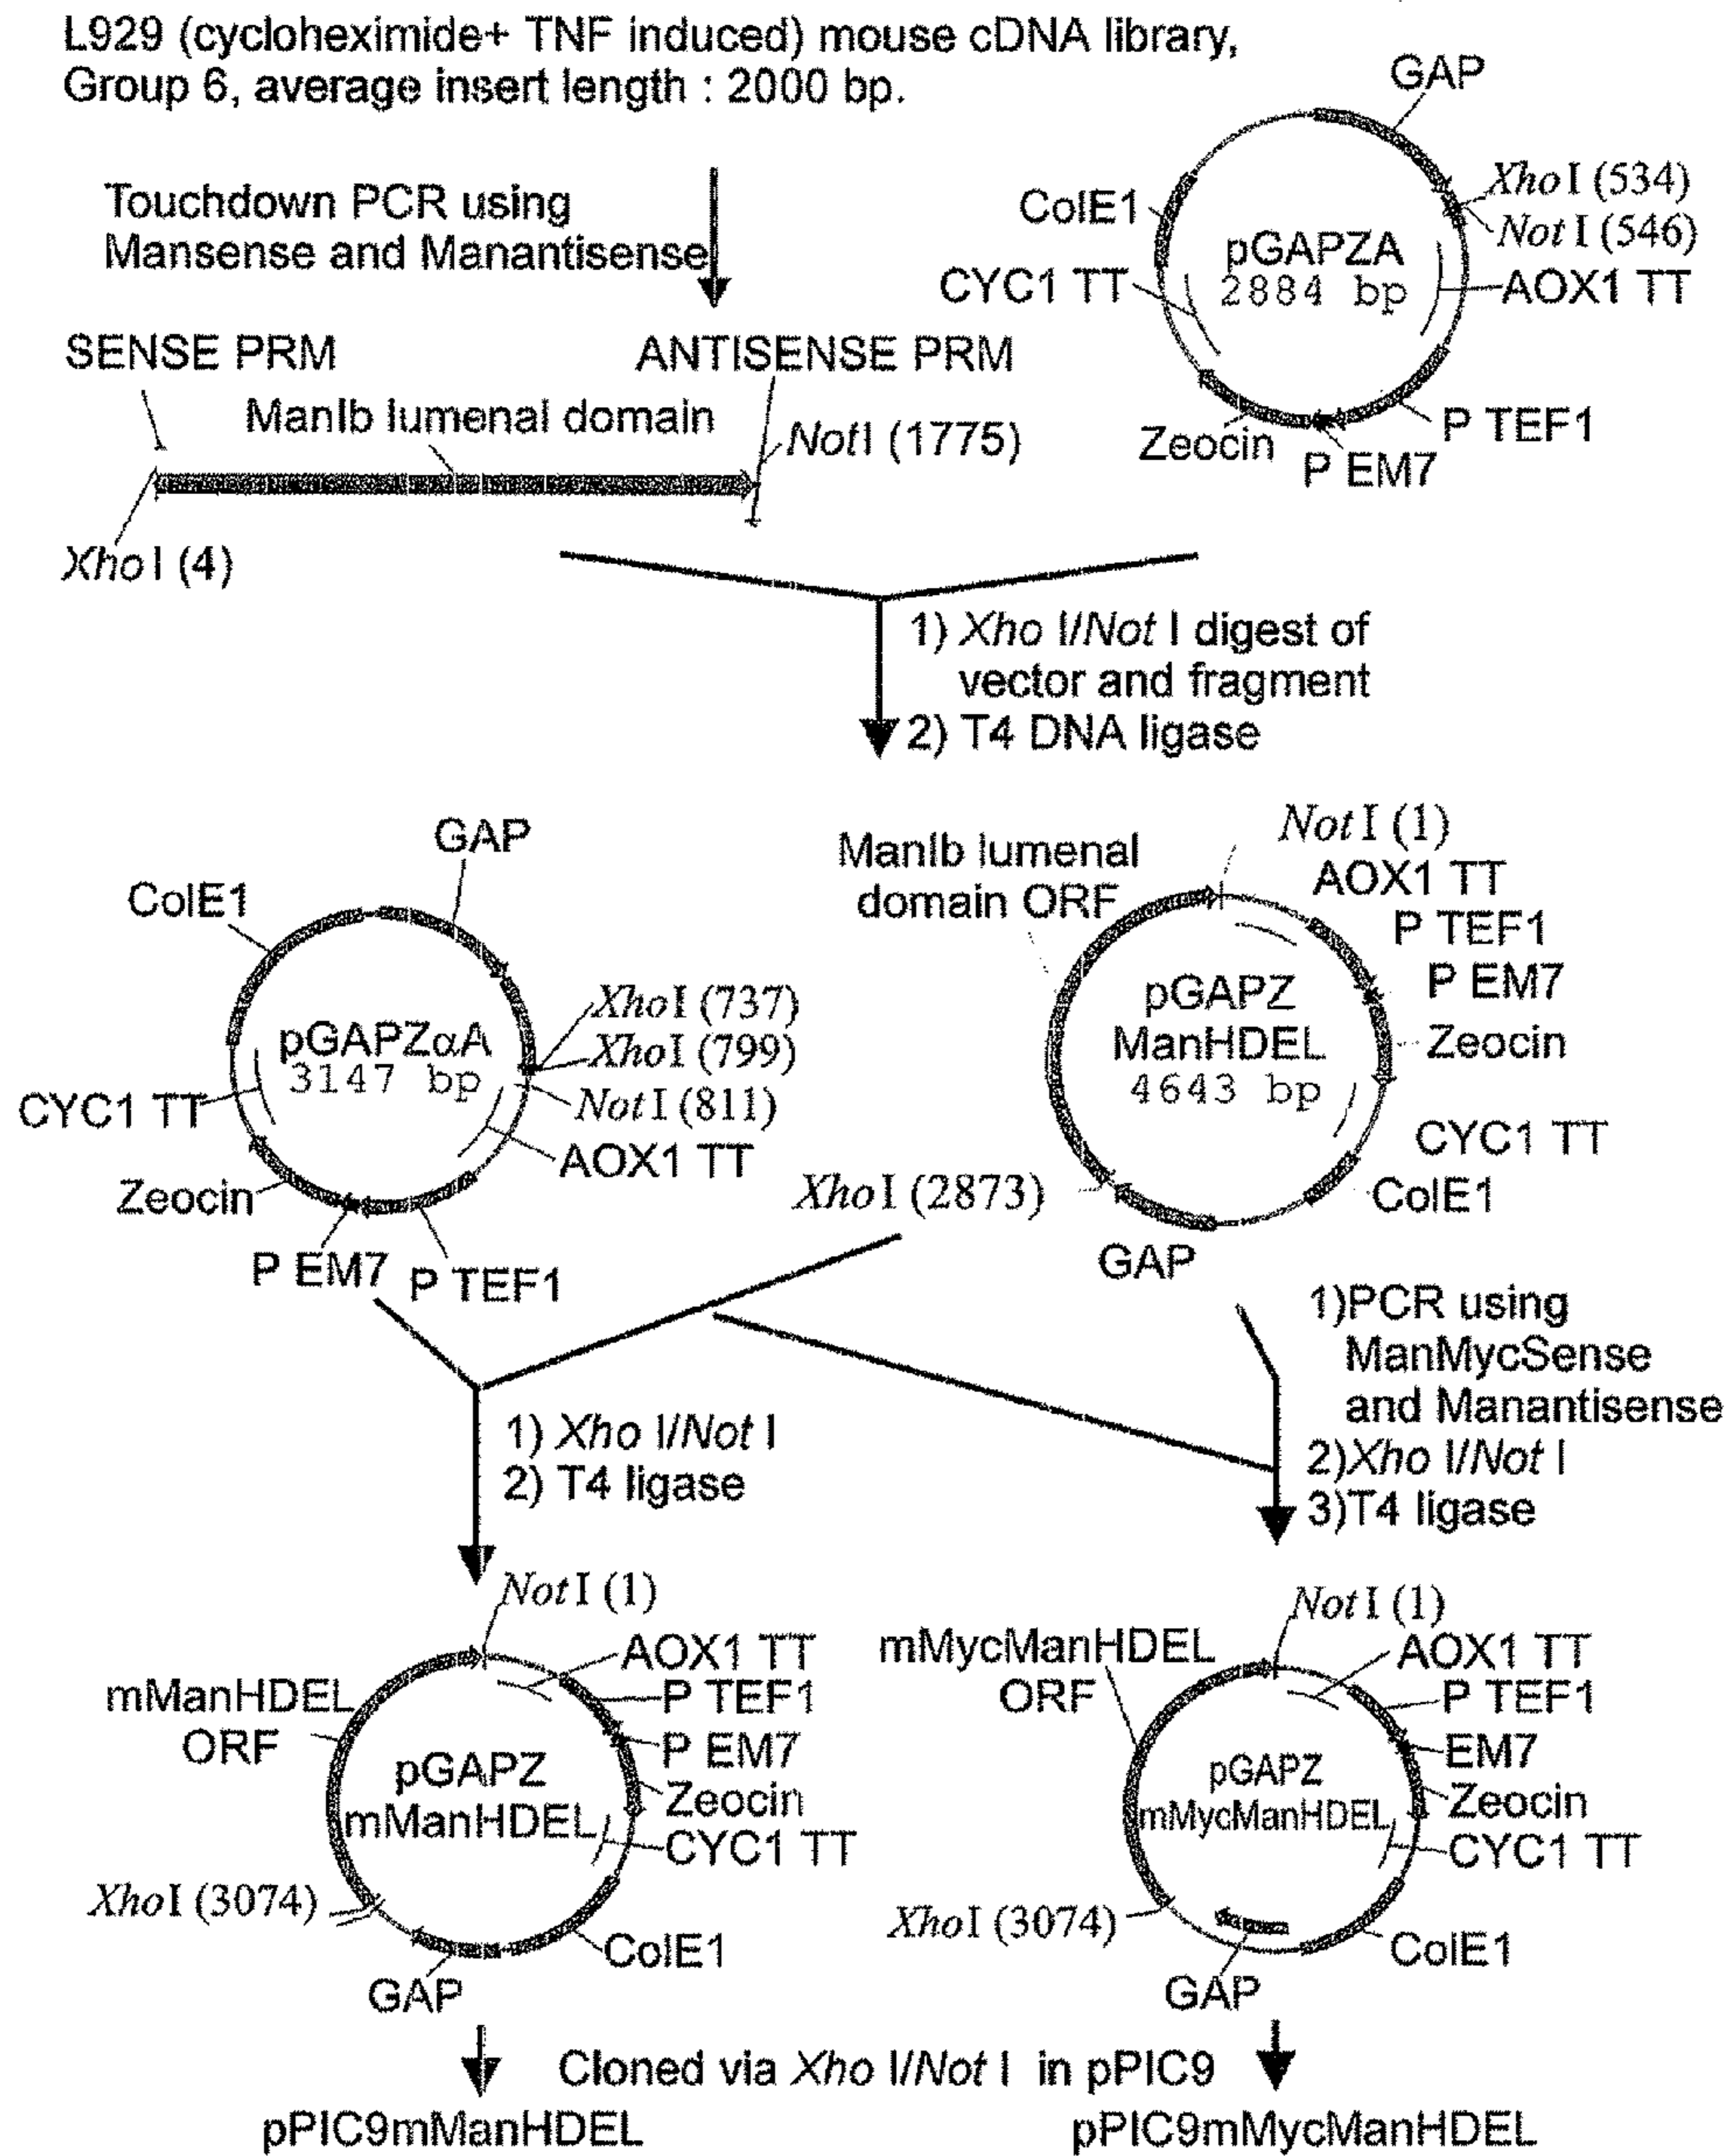 L929 (cycloheximide+ TNF induced) mouse cDNA library,
Group 6, average insert length : 2000 bp.
Touchdown PCR using
Mansense and Manantisense
GAP
XhoI (534)
NotI (546)
ColE1
pGAPZA
2884 bp
CYC1 TT
AOX1 TT
P TEF1
Zeocin
P EM7
SENSE PRM
ANTISENSE PRM
ManIb lumenal domain
NotI (1775)
XhoI (4)
1) Xho I/Not I digest of
vector and fragment
2) T4 DNA ligase
GAP
ColE1
pGAPZαA
3147 bp
XhoI (737)
XhoI (799)
NotI (811)
CYC1 TT
AOX1 TT
Zeocin
P EM7
P TEF1
ManIb lumenal
domain ORF
NotI (1)
AOX1 TT
P TEF1
P EM7
pGAPZ
ManHDEL
4643 bp
Zeocin
CYC1 TT
ColE1
XhoI (2873)
GAP
1) Xho I/Not I
2) T4 ligase
1)PCR using
ManMycSense
and Manantisense
2)Xho I/Not I
3)T4 ligase
NotI (1)
AOX1 TT
P TEF1
mManHDEL
ORF
P EM7
pGAPZ
mManHDEL
Zeocin
CYC1 TT
XhoI (3074)
ColE1
GAP
NotI (1)
mMycManHDEL
ORF
AOX1 TT
P TEF1
EM7
pGAPZ
mMycManHDEL
Zeocin
CYC1 TT
XhoI (3074)
ColE1
GAP
Cloned via Xho I/Not I in pPIC9
pPIC9mManHDEL
pPIC9mMycManHDEL